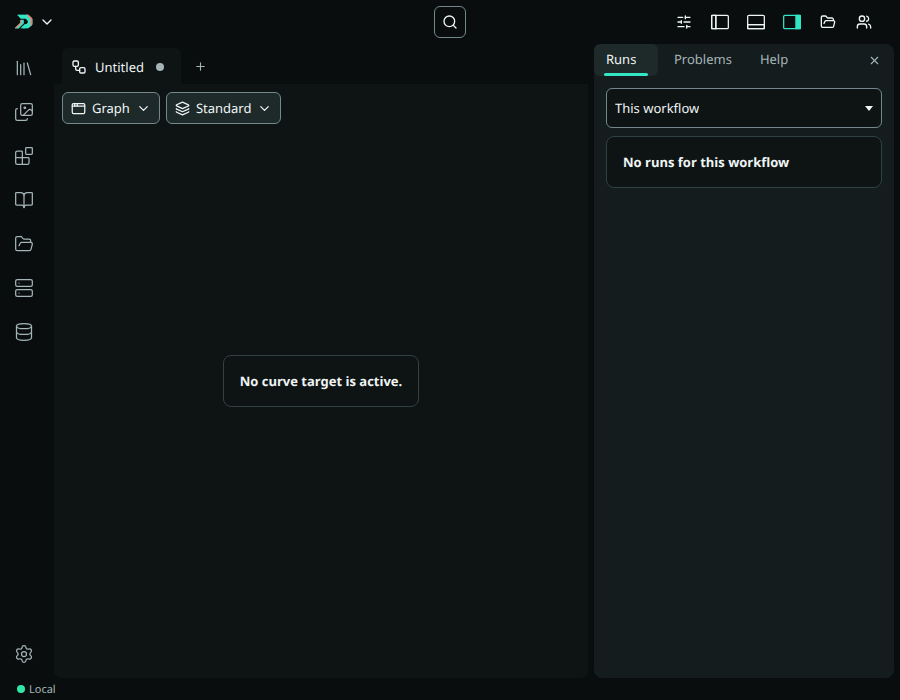 Untitled
Runs
Problems
Help
Graph
Standard
This workflow
No runs for this workflow
No curve target is active.
Local